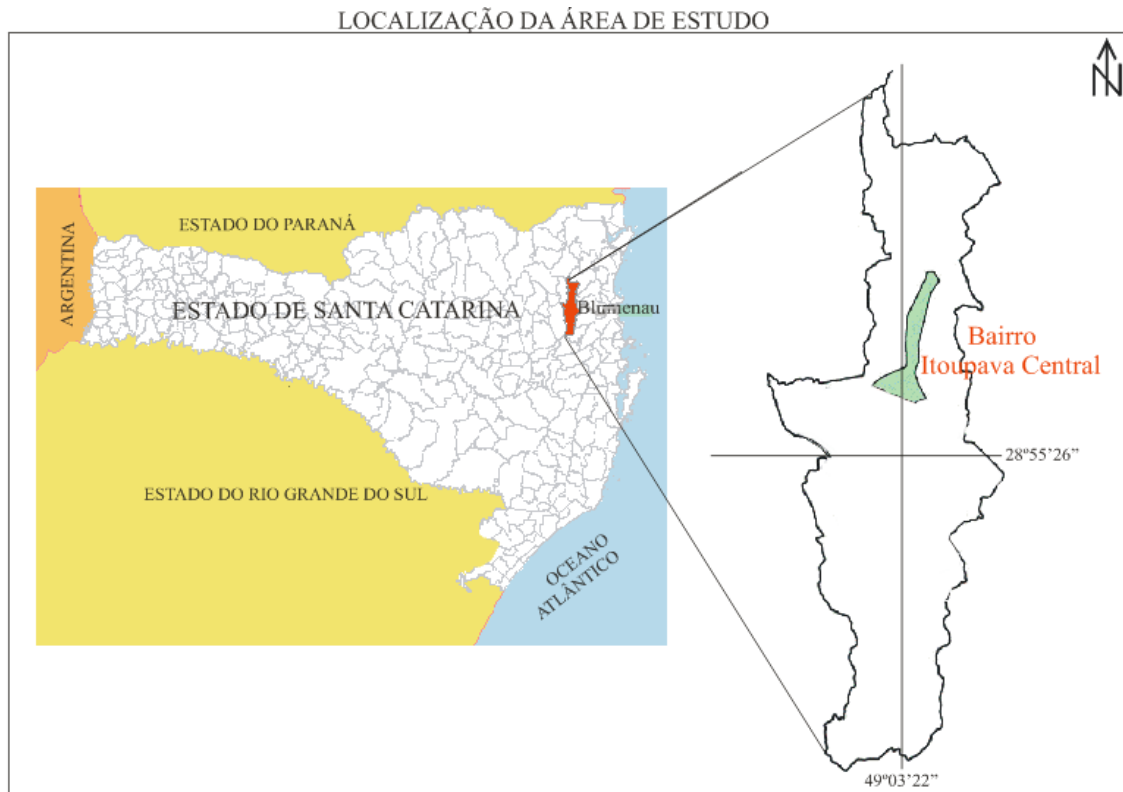 LOCALIZAÇÃO DA ÁREA DE ESTUDO
N
ESTADO DO PARANÁ
ARGENTINA
ESTADO DE SANTA CATARINA
Blumenau
Bairro
Itoupava Central
28º55'26"
ESTADO DO RIO GRANDE DO SUL
OCEANO
ATLÂNTICO
49º03'22"